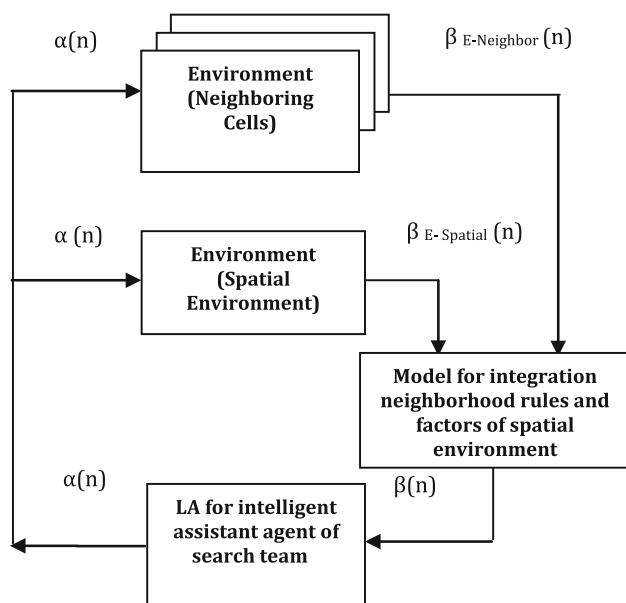 α(n)
β E-Neighbor (n)
Environment
(Neighboring
Cells)
α (n)
β E- Spatial (n)
Environment
(Spatial
Environment)
Model for integration
neighborhood rules and
factors of spatial
environment
α(n)
β(n)
LA for intelligent
assistant agent of
search team